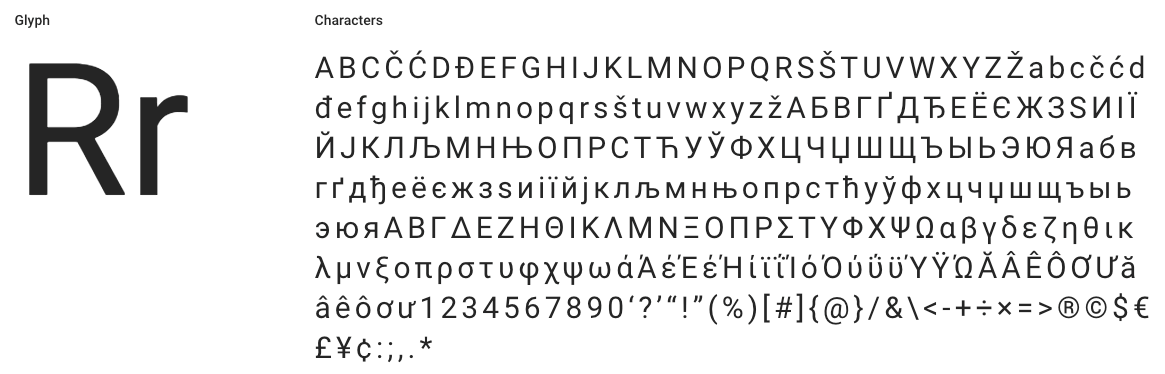 Glyph
Characters
Rr
ABCČĆDĐEFGHIJKLMNOPQRSŠTUVWXYZŽabcčćd
đefghijklmnopqrsštuvwxyzžАБВГҐДЂЕЁЄЖЗЅИІЇ
ЙЈКЛЉМНЊОПРСТЋУЎФХЦЧЏШЩЪЫЬЭЮЯабв
гґдђеёєжзѕиіїйјклљмнњопрстћуўфхцчџшщъыь
эюяΑΒΓΔΕΖΗΘΙΚΛΜΝΞΟΠΡΣΤΥΦΧΨΩαβγδεζηθικ
λμνξοπρστυφχψωάΆέΈέΉίϊΐΊόΌύΰϋΎΫΏĂÂÊÔƠƯă
âêôơư1234567890‘?’“!”(%)[#]{@}/&\<-+÷×=>®©$€
£¥¢:;,.*